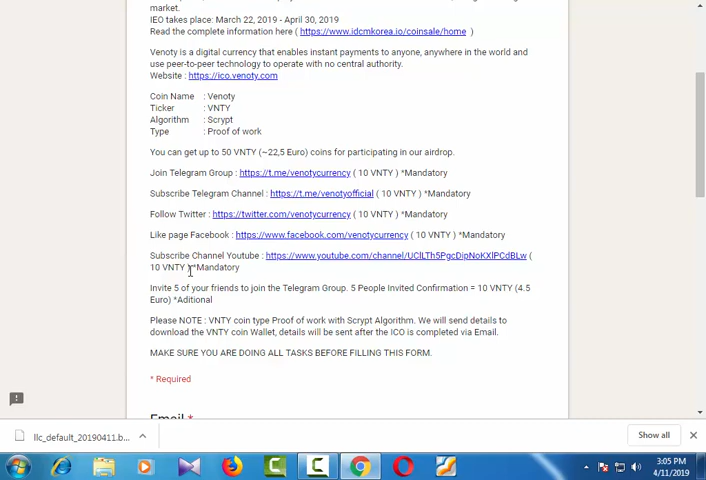 market.
IEO takes place: March 22, 2019 - April 30, 2019
Read the complete information here ( https://www.idcmkorea.io/coinsale/home )
Venoty is a digital currency that enables instant payments to anyone, anywhere in the world and
use peer-to-peer technology to operate with no central authority.
Website : https://ico.venoty.com
Coin Name : Venoty
Ticker : VNTY
Algorithm : Scrypt
Type : Proof of work
You can get up to 50 VNTY (~22,5 Euro) coins for participating in our airdrop.
Join Telegram Group : https://t.me/venotycurrency ( 10 VNTY ) *Mandatory
Subscribe Telegram Channel : https://t.me/venotyofficial ( 10 VNTY ) *Mandatory
Follow Twitter : https://twitter.com/venotycurrency ( 10 VNTY ) *Mandatory
Like page Facebook : https://www.facebook.com/venotycurrency ( 10 VNTY ) *Mandatory
Subscribe Channel Youtube : https://www.youtube.com/channel/UClLTh5PgcDipNoKXlPCdBLw (
10 VNTY ) *Mandatory
Invite 5 of your friends to join the Telegram Group. 5 People Invited Confirmation = 10 VNTY (4.5
Euro) *Aditional
Please NOTE : VNTY coin type Proof of work with Scrypt Algorithm. We will send details to
download the VNTY coin Wallet, details will be sent after the ICO is completed via Email.
MAKE SURE YOU ARE DOING ALL TASKS BEFORE FILLING THIS FORM.
* Required
Email *
llc_default_20190411.b...
Show all
3:05 PM
4/11/2019